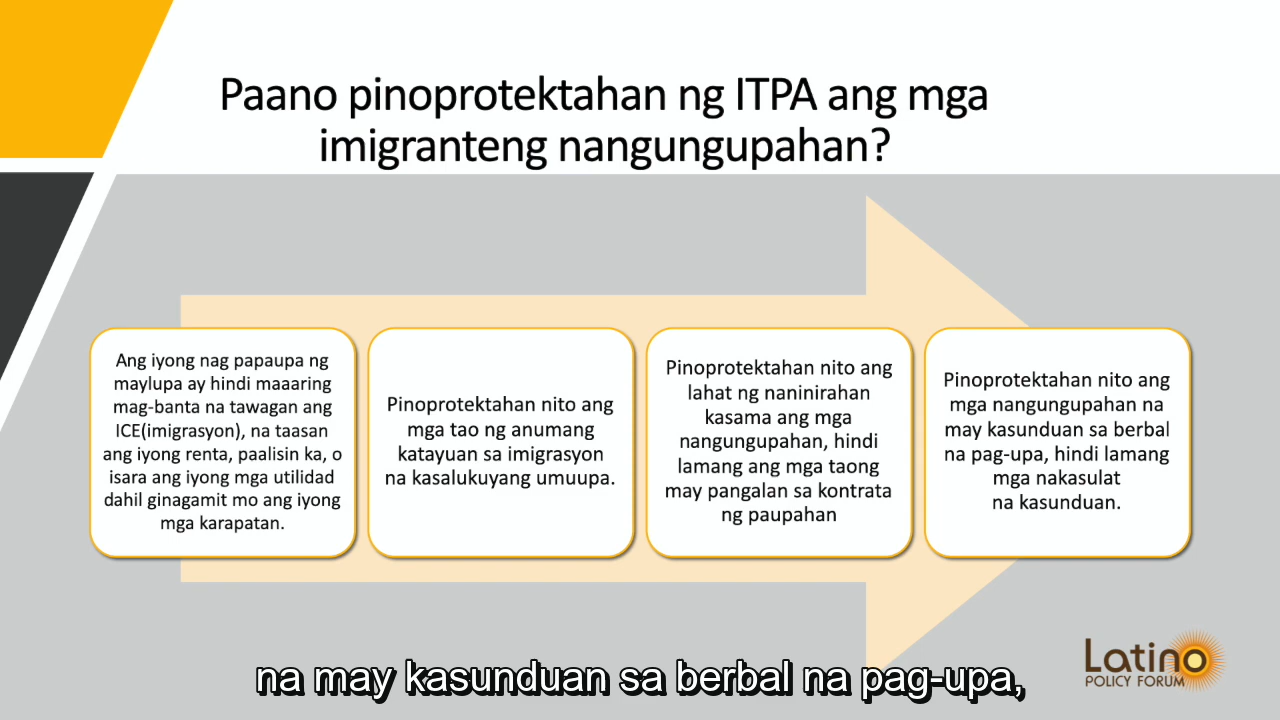 Paano pinoprotektahan ng ITPA ang mga
imigranteng nangungupahan?
Ang iyong nag papaupa ng
maylupa ay hindi maaaring
mag-banta na tawagan ang
ICE(imigrasyon), na taasan
ang iyong renta, paalisin ka, o
isara ang iyong mga utilidad
dahil ginagamit mo ang iyong
mga karapatan.
Pinoprotektahan nito ang
mga tao ng anumang
katayuan sa imigrasyon
na kasalukuyang umuupa.
Pinoprotektahan nito ang
lahat ng naninirahan
kasama ang mga
nangungupahan, hindi
lamang ang mga taong
may pangalan sa kontrata
ng paupahan
Pinoprotektahan nito ang
mga nangungupahan na
may kasunduan sa berbal
na pag-upa, hindi lamang
mga nakasulat
na kasunduan.
na may kasunduan sa berbal na pag-upa,
Latino
POLICY FORUM